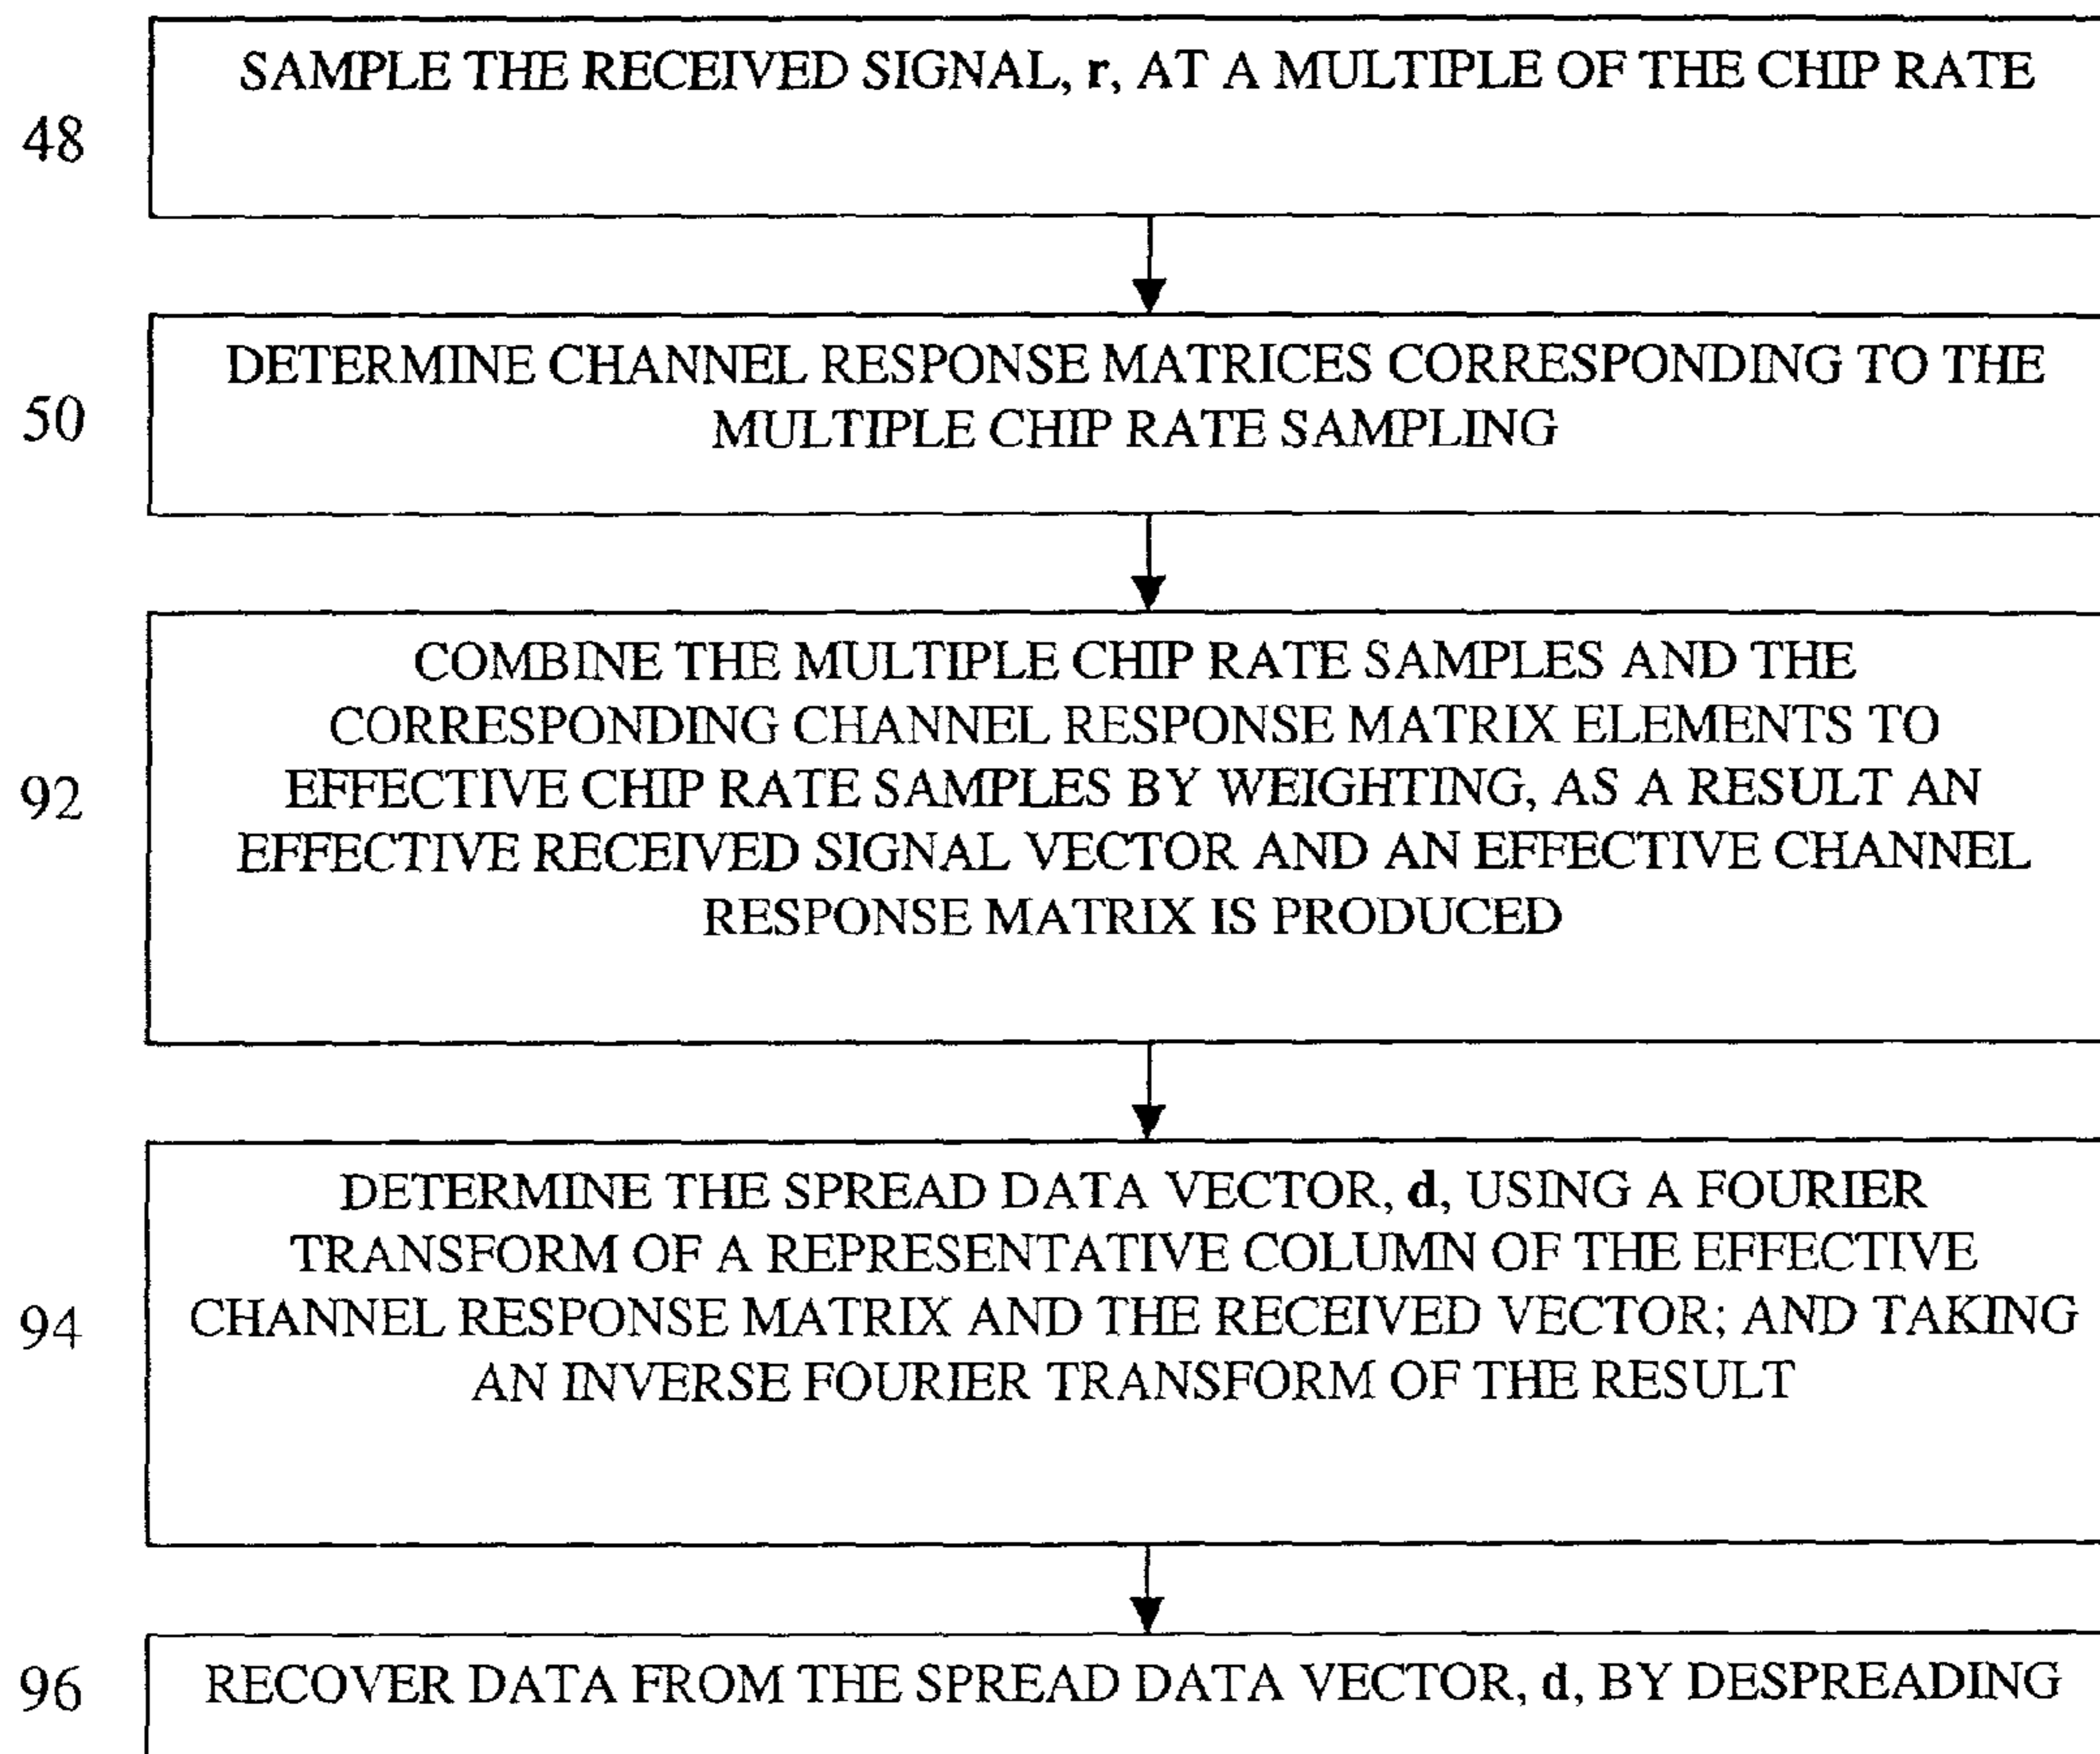 SAMPLE THE RECEIVED SIGNAL, r, AT A MULTIPLE OF THE CHIP RATE
48
DETERMINE CHANNEL RESPONSE MATRICES CORRESPONDING TO THE
MULTIPLE CHIP RATE SAMPLING
50
COMBINE THE MULTIPLE CHIP RATE SAMPLES AND THE
CORRESPONDING CHANNEL RESPONSE MATRIX ELEMENTS TO
EFFECTIVE CHIP RATE SAMPLES BY WEIGHTING, AS A RESULT AN
EFFECTIVE RECEIVED SIGNAL VECTOR AND AN EFFECTIVE CHANNEL
RESPONSE MATRIX IS PRODUCED
92
DETERMINE THE SPREAD DATA VECTOR, d, USING A FOURIER
TRANSFORM OF A REPRESENTATIVE COLUMN OF THE EFFECTIVE
CHANNEL RESPONSE MATRIX AND THE RECEIVED VECTOR; AND TAKING
AN INVERSE FOURIER TRANSFORM OF THE RESULT
94
96
RECOVER DATA FROM THE SPREAD DATA VECTOR, d, BY DESPREADING